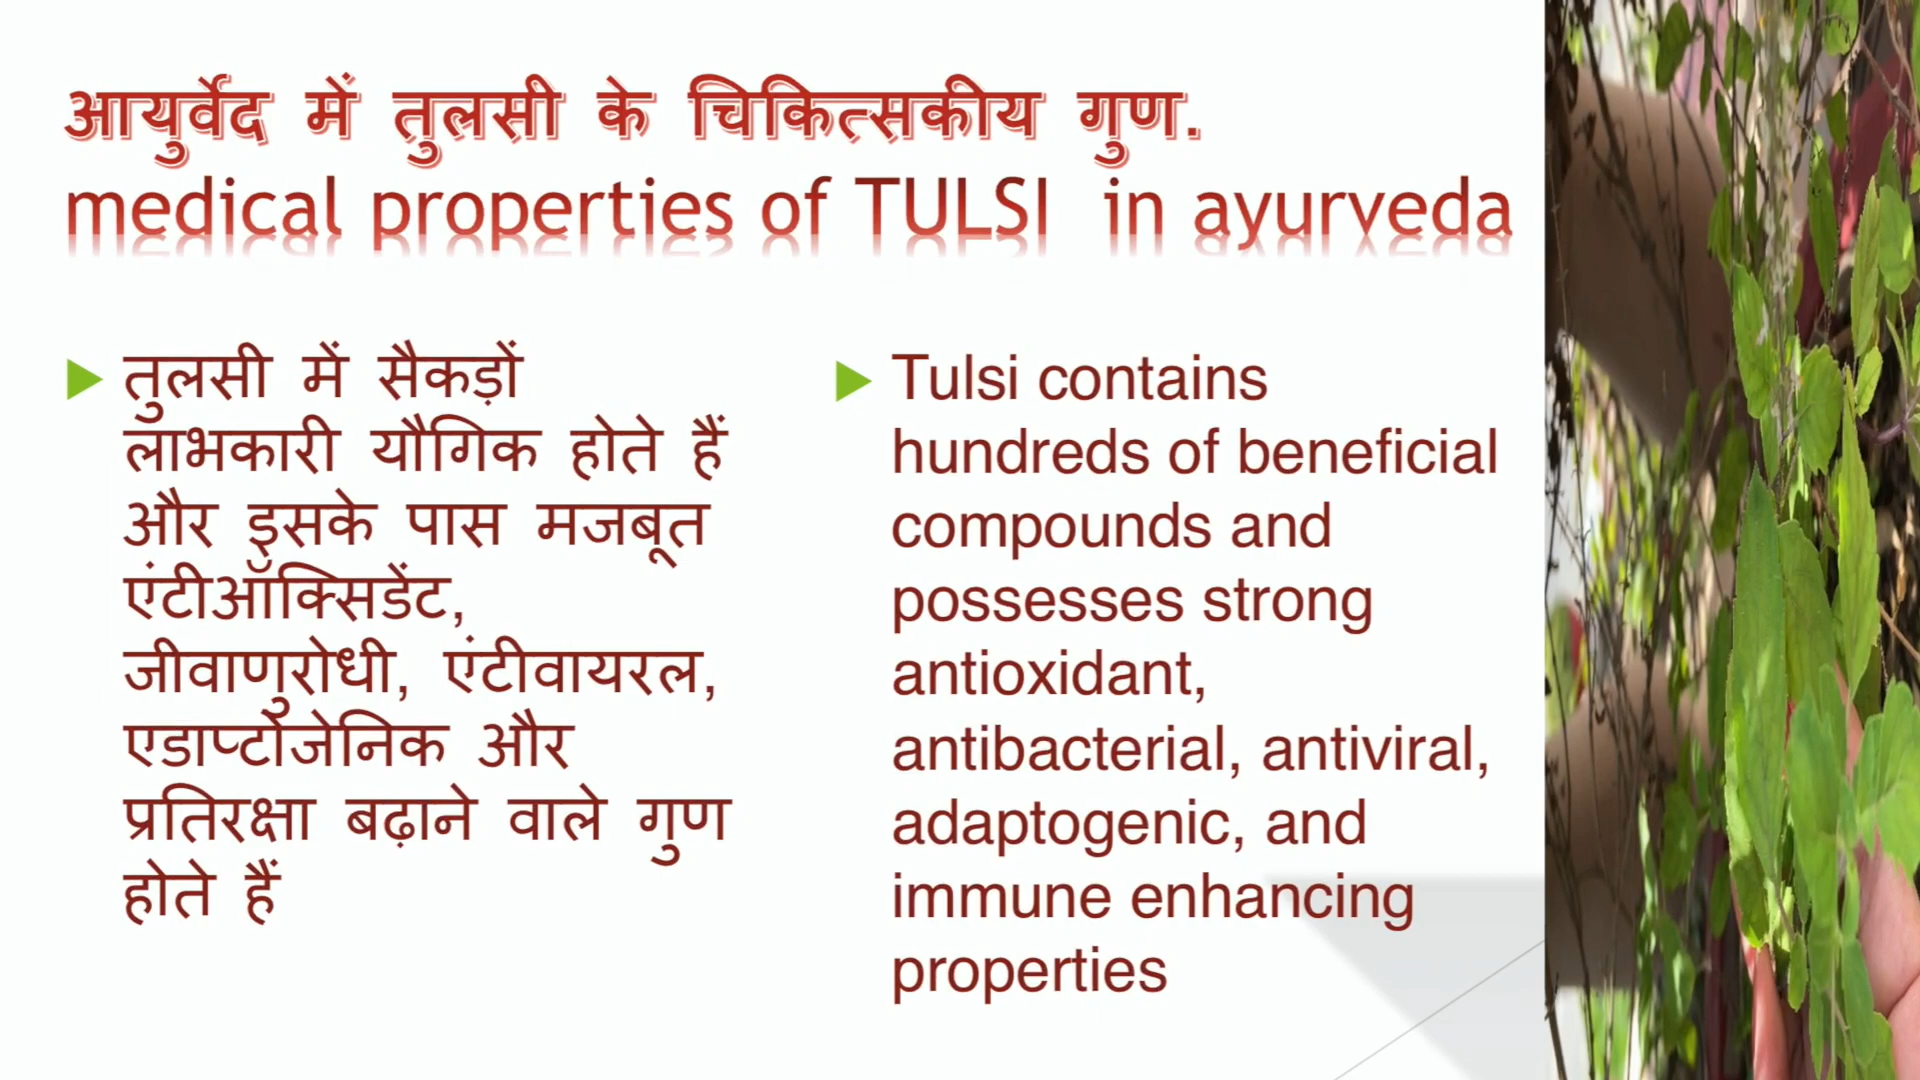 आयुर्वेद में तुलसी के चिकित्सकीय गुण.
medical properties of TULSI in ayurveda
तुलसी में सैकड़ों
लाभकारी यौगिक होते हैं
और इसके पास मजबूत
एंटीऑक्सिडेंट,
जीवाणुरोधी, एंटीवायरल,
एडाप्टोजेनिक और
प्रतिरक्षा बढ़ाने वाले गुण
होते हैं
Tulsi contains
hundreds of beneficial
compounds and
possesses strong
antioxidant,
antibacterial, antiviral,
adaptogenic, and
immune enhancing
properties